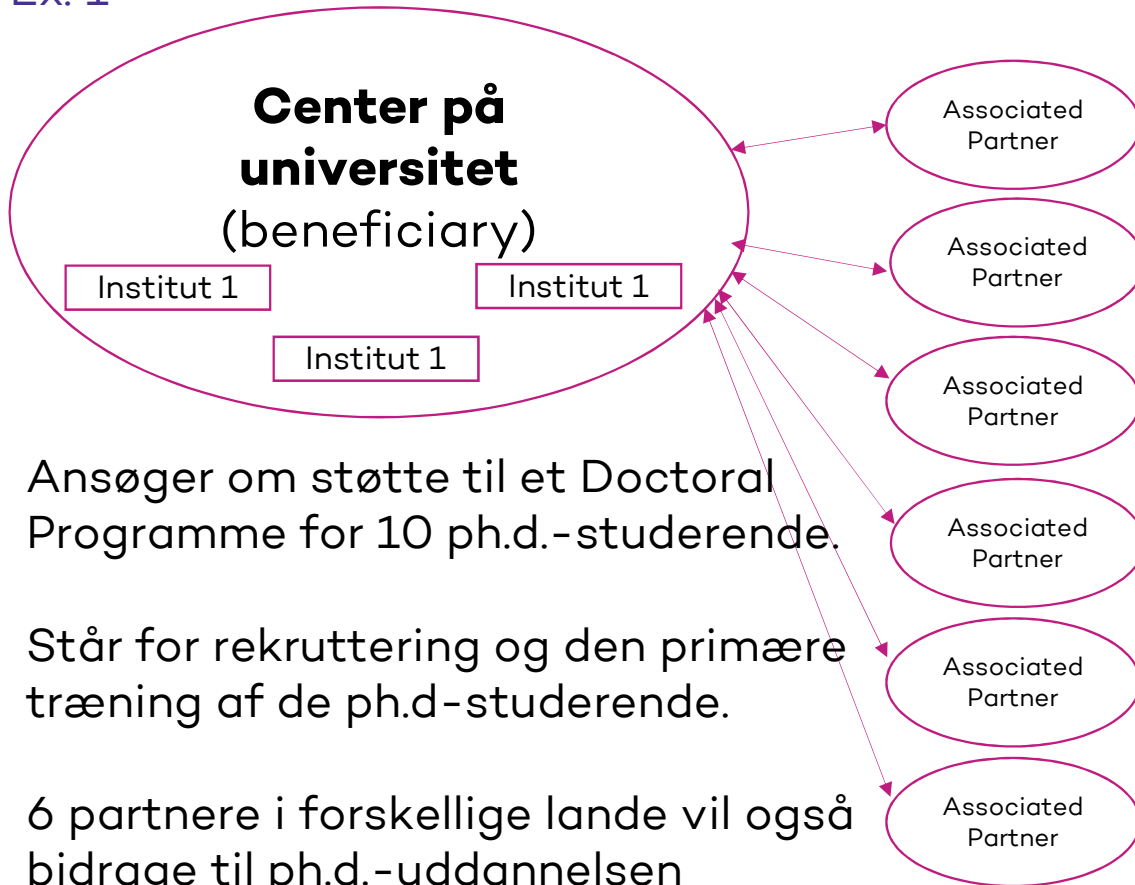 Ex. 1
Center på
universitet
(beneficiary)
Institut 1
Institut 1
Institut 1
Associated
Partner
Associated
Partner
Associated
Partner
Associated
Partner
Associated
Partner
Associated
Partner
Ansøger om støtte til et Doctoral
Programme for 10 ph.d.-studerende.
Står for rekruttering og den primære
træning af de ph.d-studerende.
6 partnere i forskellige lande vil også
bidrage til ph.d.-uddannelsen